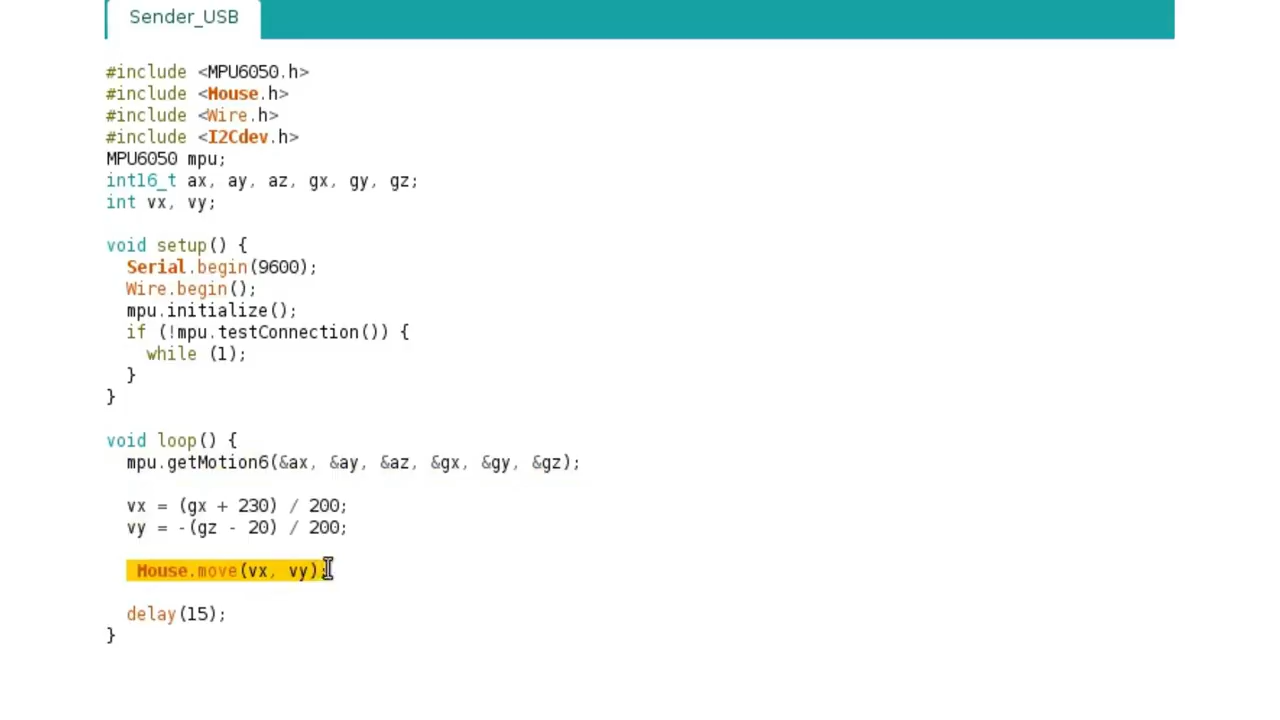 Sender_USB
#include <MPU6050.h>
#include <Mouse.h>
#include <Wire.h>
#include <I2Cdev.h>
MPU6050 mpu;
int16_t ax, ay, az, gx, gy, gz;
int vx, vy;
void setup() {
Serial.begin(9600);
Wire.begin();
mpu.initialize();
if (!mpu.testConnection()) {
while (1);
}
}
void loop() {
mpu.getMotion6(&ax, &ay, &az, &gx, &gy, &gz);
vx = (gx + 230) / 200;
vy = -(gz - 20) / 200;
Mouse.move(vx, vy);
delay(15);
}